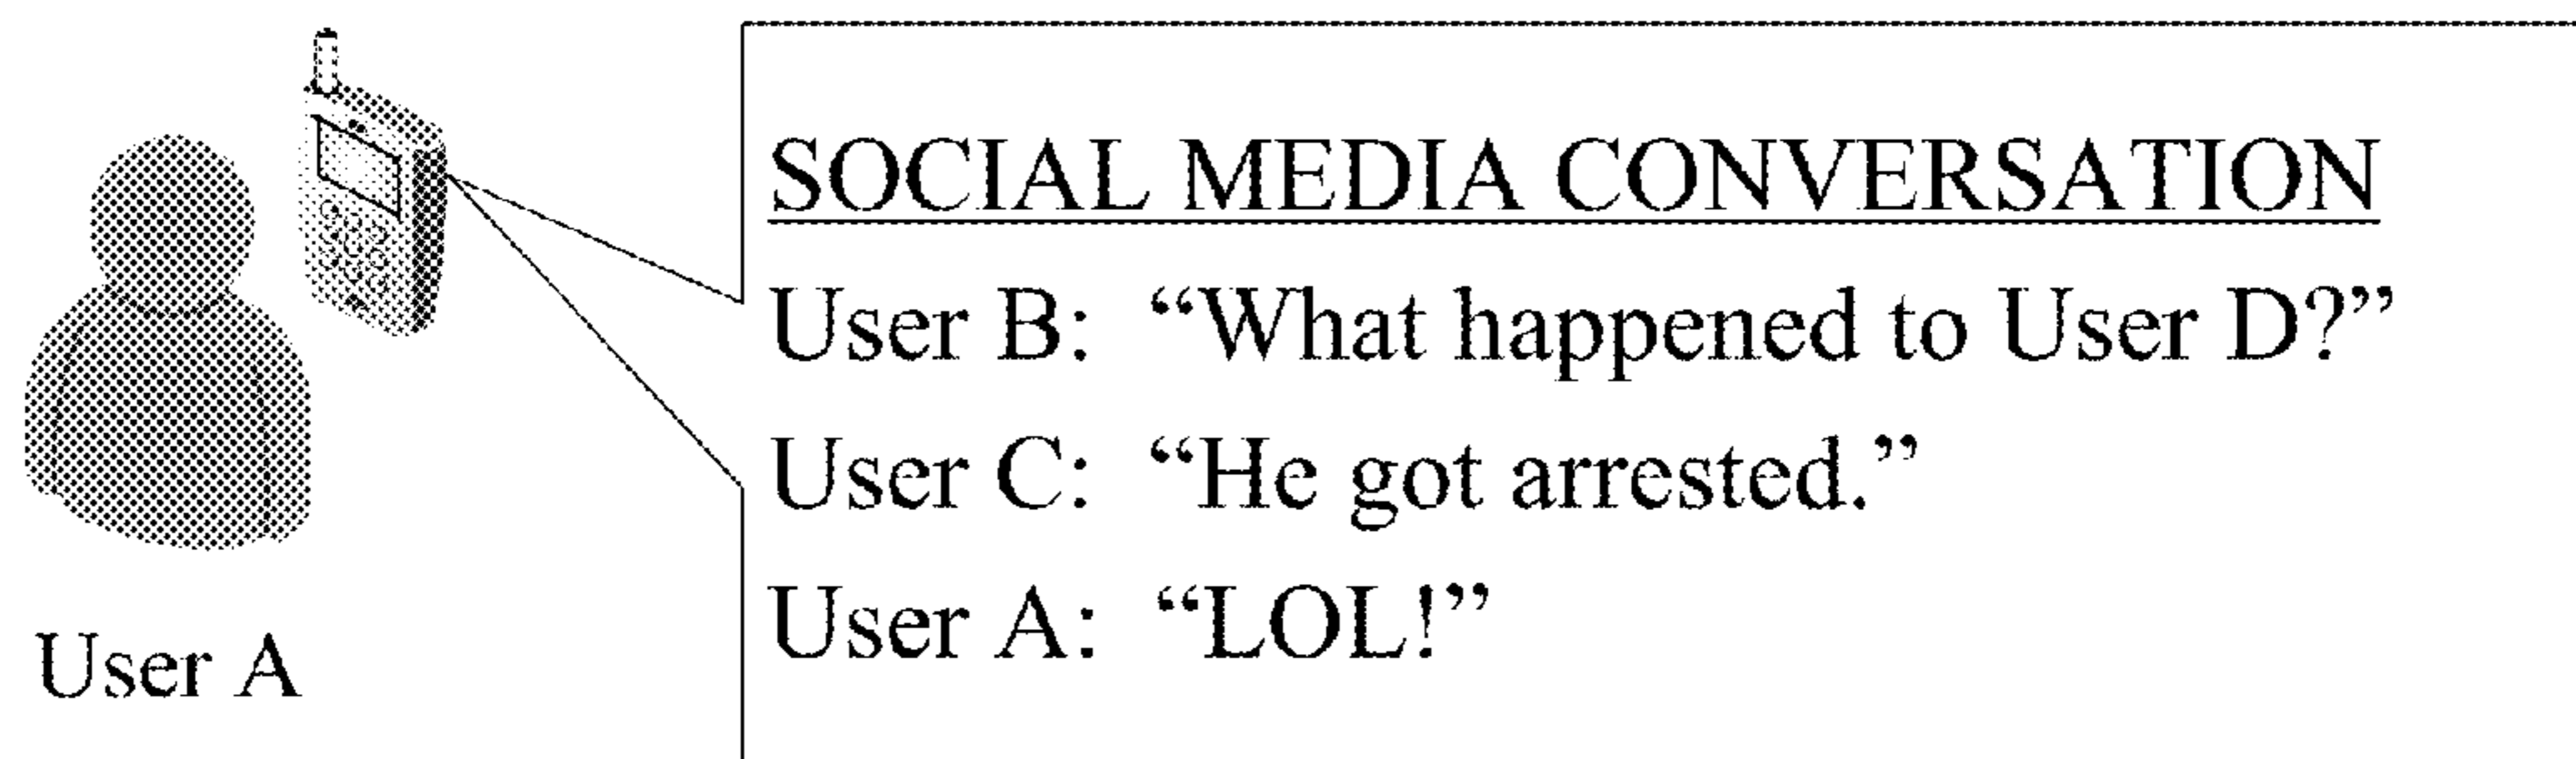 SOCIAL MEDIA CONVERSATION
User B: “What happened to User D?”
User C: “He got arrested.”
User A: “LOL!”
User A